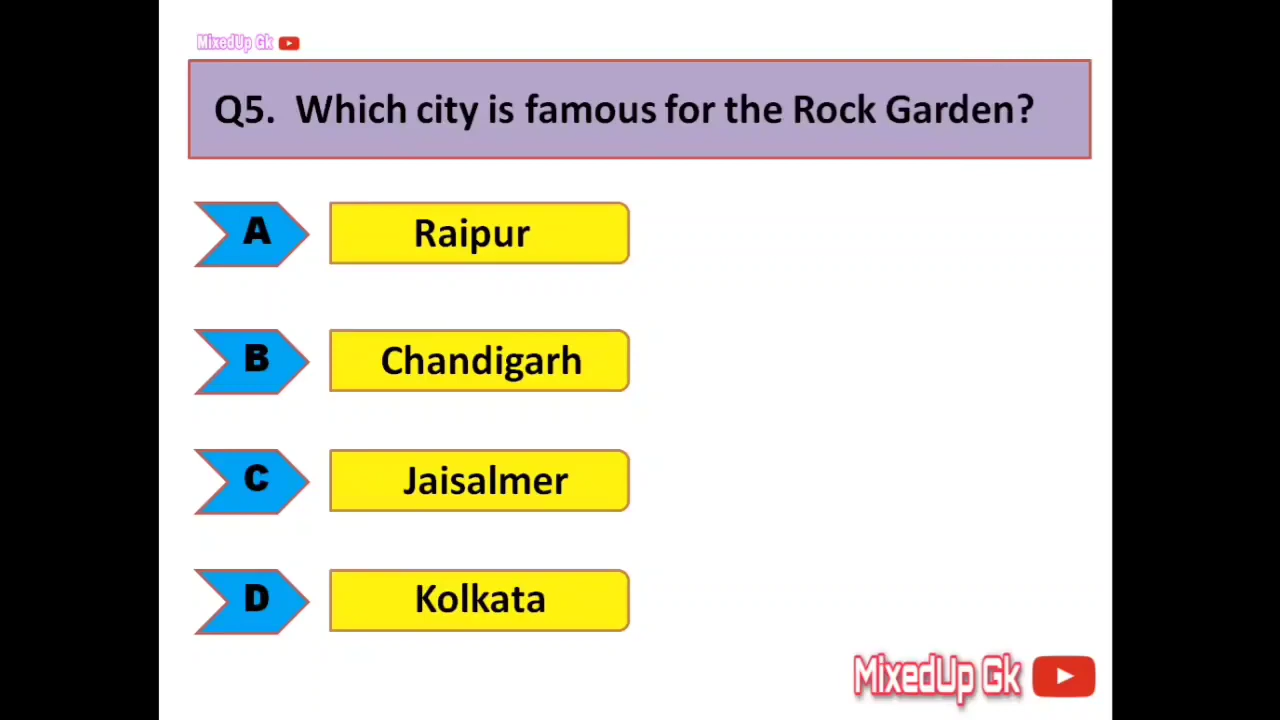 MixedUp Gk
Q5. Which city is famous for the Rock Garden?
A Raipur
B Chandigarh
C Jaisalmer
D Kolkata
MixedUp Gk